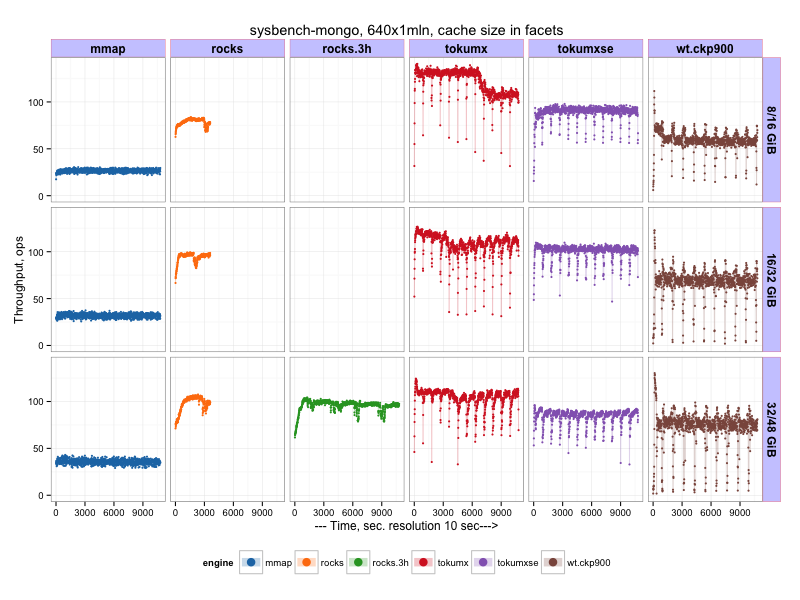 sysbench-mongo, 640x1mln, cache size in facets
mmap rocks rocks.3h tokumx tokumxse wt.ckp900
100
50
0
8/16 GiB
100
50
0
16/32 GiB
100
50
0
32/48 GiB
Throughput, ops
0 3000 6000 9000 0 3000 6000 9000 0 3000 6000 9000 0 3000 6000 9000 0 3000 6000 9000 0 3000 6000 9000
--- Time, sec. resolution 10 sec--->
engine mmap rocks rocks.3h tokumx tokumxse wt.ckp900